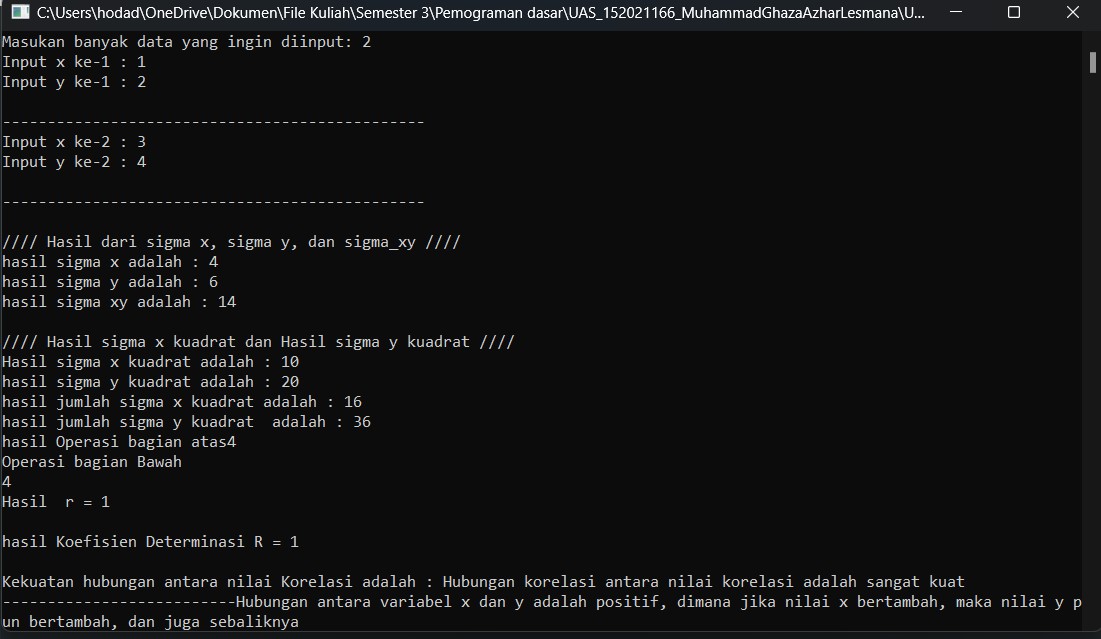 C:\Users\hodad\OneDrive\Dokumen\File Kuliah\Semester 3\Pemograman dasar\UAS_152021166_MuhammadGhazaAzharLesmana\U...
Masukan banyak data yang ingin diinput: 2
Input x ke-1 : 1
Input y ke-1 : 2
-----------------------------------------------
Input x ke-2 : 3
Input y ke-2 : 4
-----------------------------------------------
//// Hasil dari sigma x, sigma y, dan sigma_xy ////
hasil sigma x adalah : 4
hasil sigma y adalah : 6
hasil sigma xy adalah : 14
//// Hasil sigma x kuadrat dan Hasil sigma y kuadrat ////
Hasil sigma x kuadrat adalah : 10
hasil sigma y kuadrat adalah : 20
hasil jumlah sigma x kuadrat adalah : 16
hasil jumlah sigma y kuadrat  adalah : 36
hasil Operasi bagian atas4
Operasi bagian Bawah
4
Hasil  r = 1
hasil Koefisien Determinasi R = 1
Kekuatan hubungan antara nilai Korelasi adalah : Hubungan korelasi antara nilai korelasi adalah sangat kuat
--------------------------Hubungan antara variabel x dan y adalah positif, dimana jika nilai x bertambah, maka nilai y p
un bertambah, dan juga sebaliknya